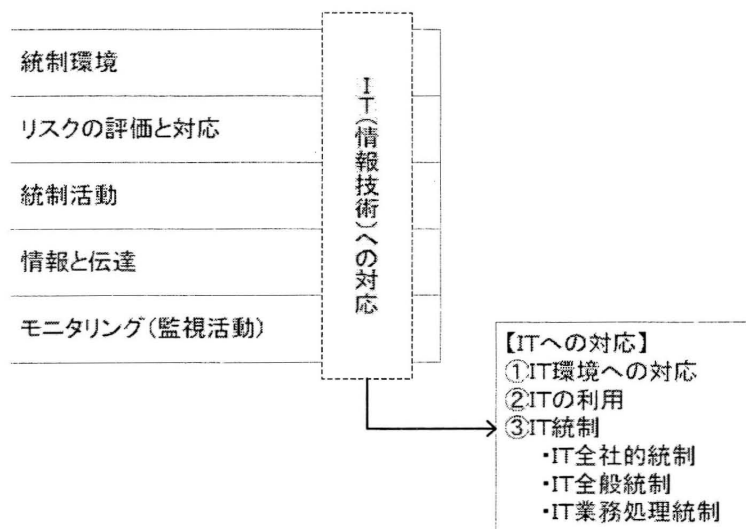 統制環境
リスクの評価と対応
統制活動
情報と伝達
モニタリング(監視活動)
IT(情報技術)への対応
【ITへの対応】
①IT環境への対応
②ITの利用
③IT統制
・IT全社的統制
・IT全般統制
・IT業務処理統制